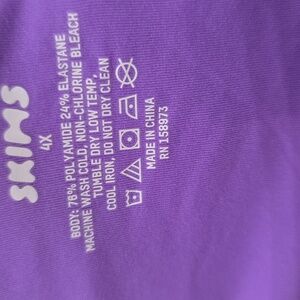 SKIMS
4X
BODY: 76% POLYAMIDE 24% ELASTANE
MACHINE WASH COLD, NON-CHLORINE BLEACH
TUMBLE DRY LOW TEMP,
COOL IRON, DO NOT DRY CLEAN
MADE IN CHINA
RN 158973